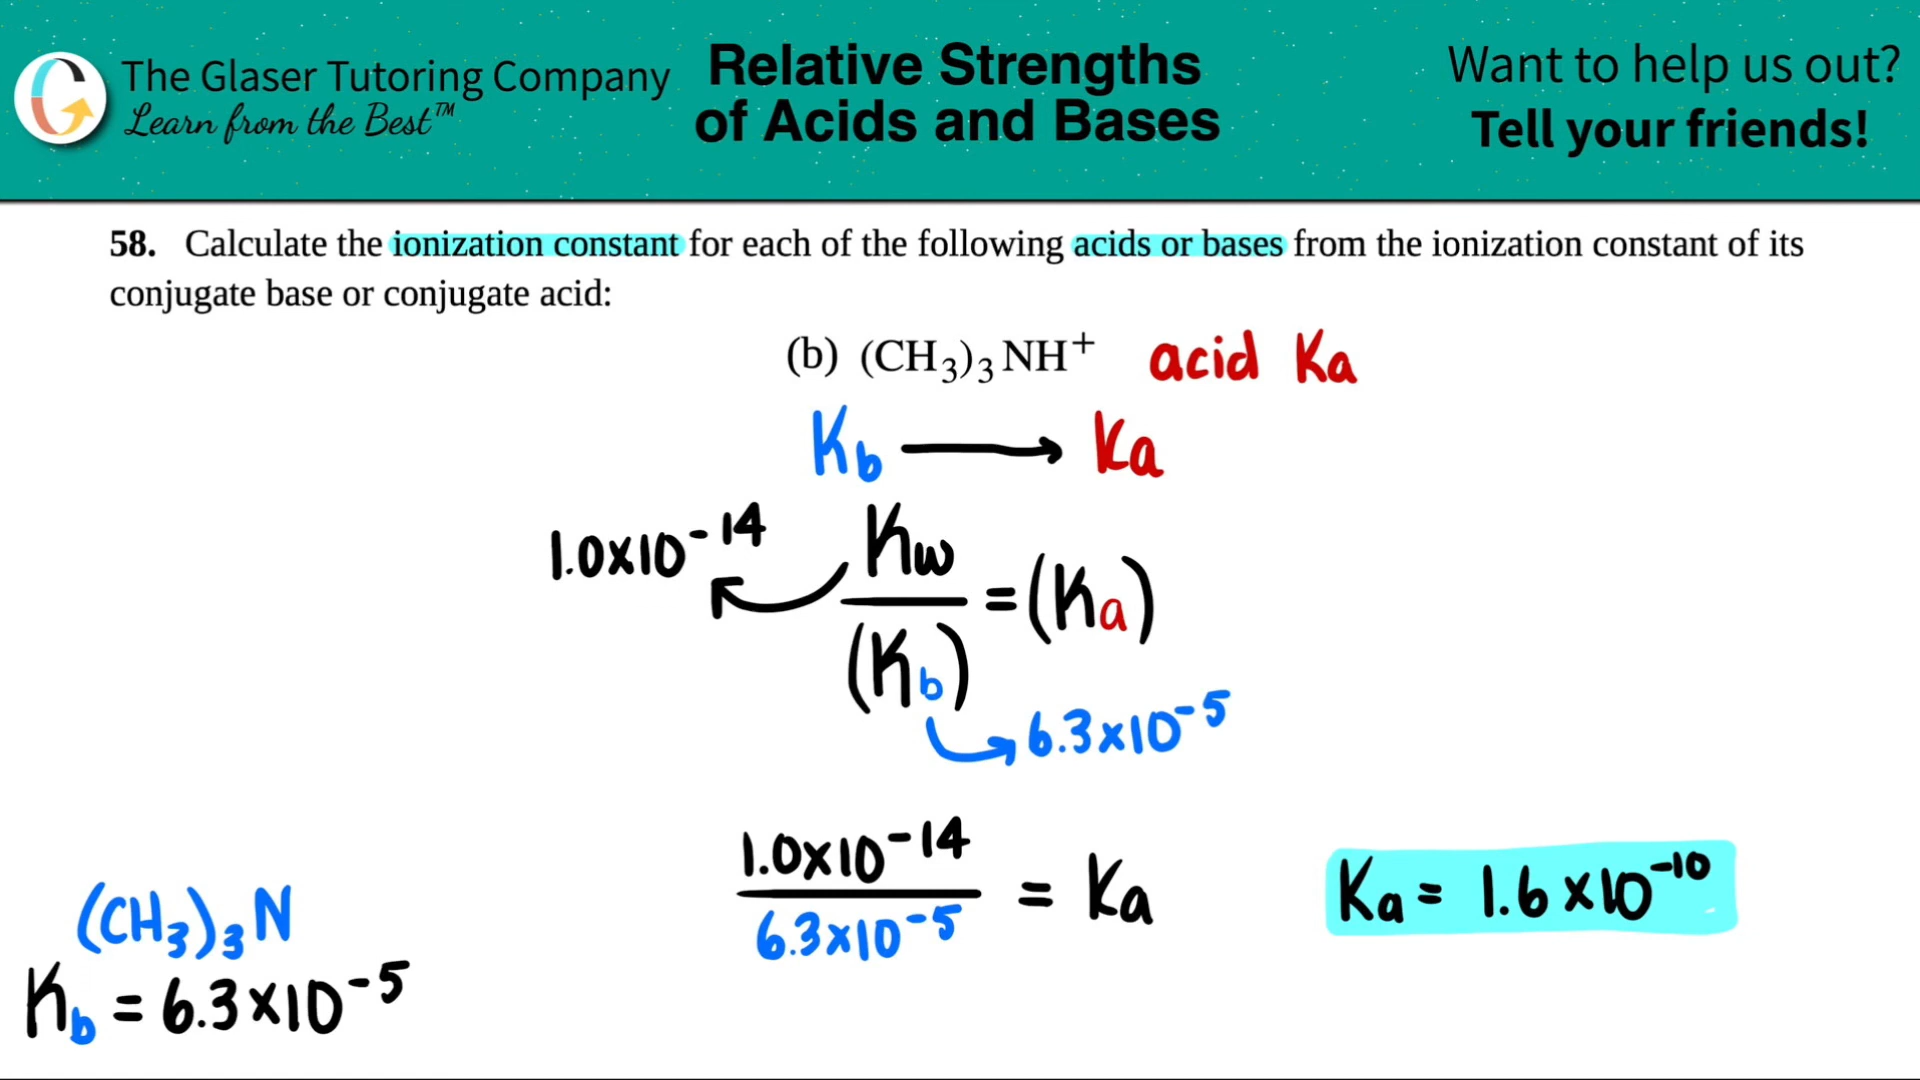 The Glaser Tutoring Company
Learn from the Best™
Relative Strengths
of Acids and Bases
Want to help us out?
Tell your friends!
58. Calculate the ionization constant for each of the following acids or bases from the ionization constant of its
conjugate base or conjugate acid:
(b) (CH₃)₃NH⁺ acid Ka
Kb → Ka
1.0x10⁻¹⁴
Kw
/(Kb) = (Ka)
6.3x10⁻⁵
1.0x10⁻¹⁴
/6.3x10⁻⁵ = Ka
Ka = 1.6x10⁻¹⁰
(CH₃)₃N
Kb = 6.3x10⁻⁵